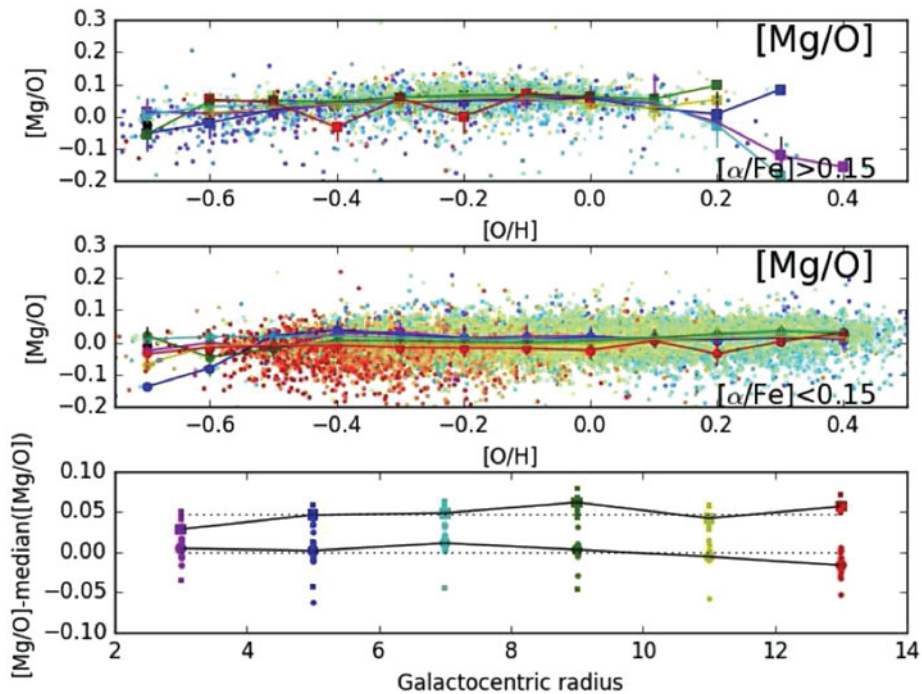 0.3
[Mg/O]
0.2
0.1
0.0
−0.1
−0.2
[Mg/O]
[α/Fe]>0.15
−0.6 −0.4 −0.2 0.0 0.2 0.4
[O/H]
0.3
[Mg/O]
0.2
0.1
0.0
−0.1
−0.2
[Mg/O]
[α/Fe]<0.15
−0.6 −0.4 −0.2 0.0 0.2 0.4
[O/H]
[Mg/O]-median([Mg/O])
0.10
0.05
0.00
−0.05
−0.10
2 4 6 8 10 12 14
Galactocentric radius